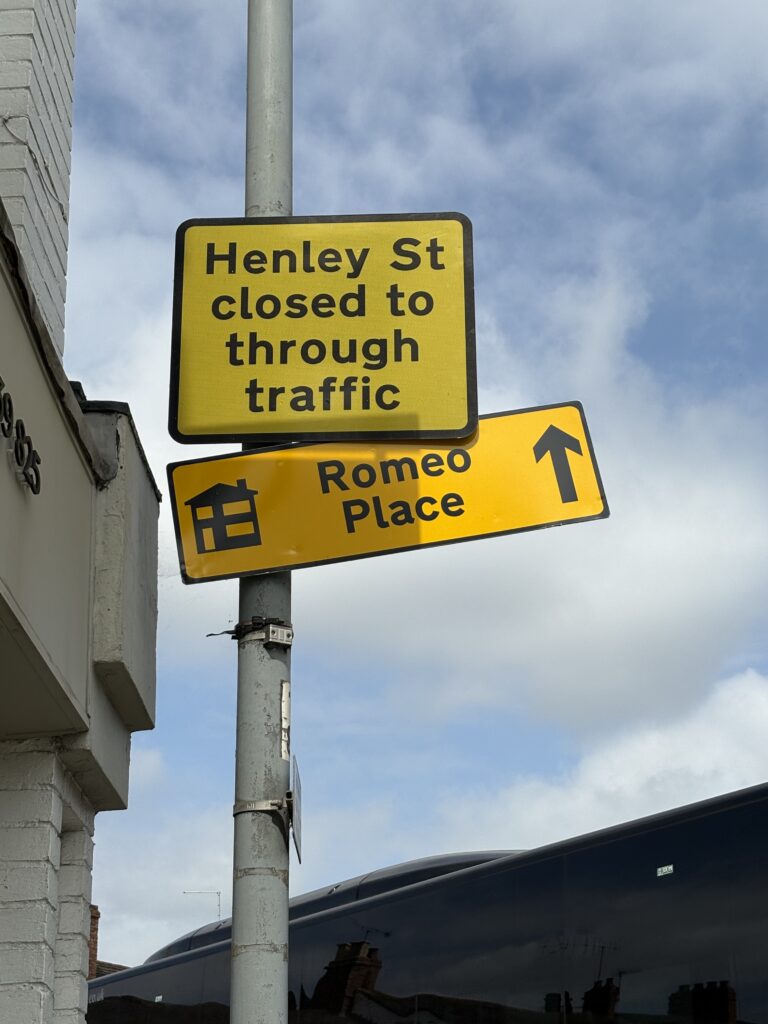 Henley St
closed to
through
traffic
Romeo
Place